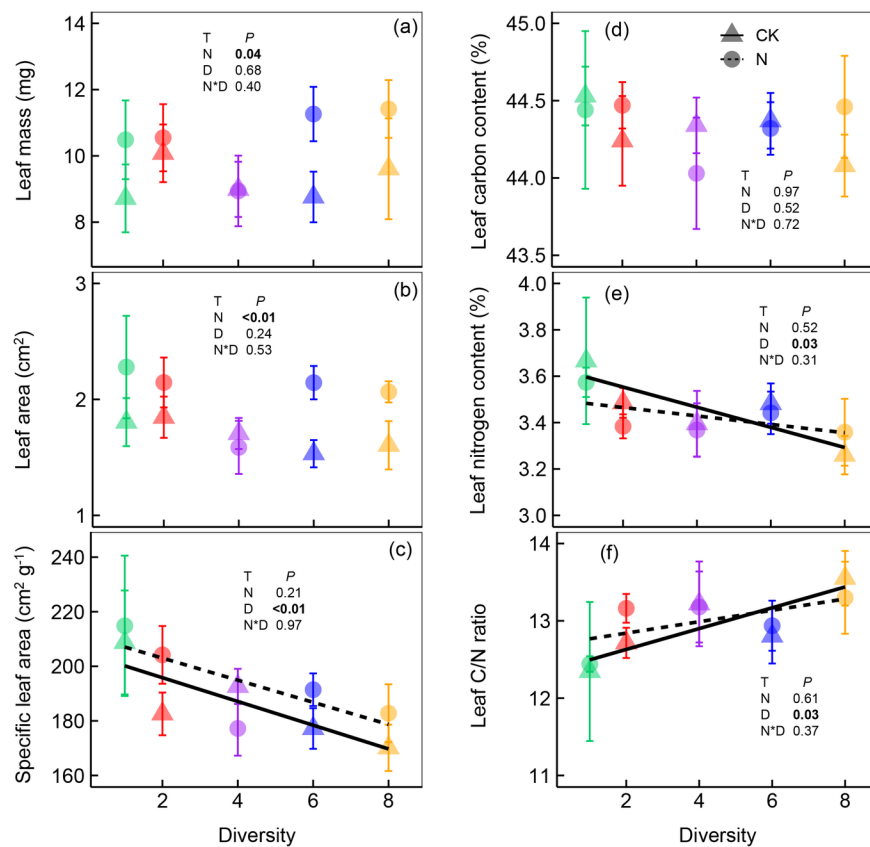 (a)
T P
N 0.04
D 0.68
N*D 0.40
Leaf mass (mg)
14
12
10
8
(b)
T P
N <0.01
D 0.24
N*D 0.53
Leaf area (cm²)
3
2
1
(c)
T P
N 0.21
D <0.01
N*D 0.97
Specific leaf area (cm² g⁻¹)
240
220
200
180
160
2 4 6 8
Diversity
(d)
CK
N
T P
N 0.97
D 0.52
N*D 0.72
Leaf carbon content (%)
45.0
44.5
44.0
43.5
(e)
T P
N 0.52
D 0.03
N*D 0.31
Leaf nitrogen content (%)
4.0
3.8
3.6
3.4
3.2
3.0
(f)
T P
N 0.61
D 0.03
N*D 0.37
Leaf C/N ratio
14
13
12
11
2 4 6 8
Diversity